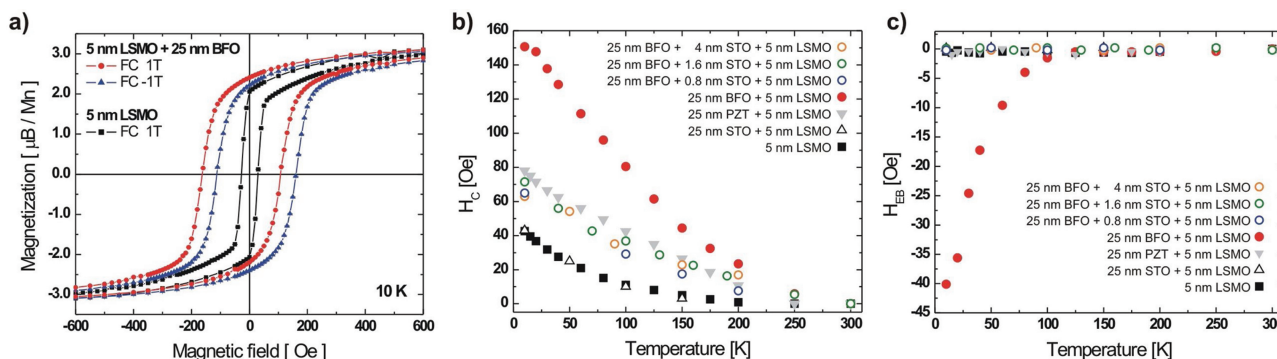 a)
5 nm LSMO + 25 nm BFO
FC 1T
FC -1T
5 nm LSMO
FC 1T
10 K
3.0
2.0
1.0
0.0
-1.0
-2.0
-3.0
Magnetization [ μB / Mn]
-600
-400
-200
0
200
400
600
Magnetic field [ Oe]
b)
25 nm BFO + 4 nm STO + 5 nm LSMO
25 nm BFO + 1.6 nm STO + 5 nm LSMO
25 nm BFO + 0.8 nm STO + 5 nm LSMO
25 nm BFO + 5 nm LSMO
25 nm PZT + 5 nm LSMO
25 nm STO + 5 nm LSMO
5 nm LSMO
160
140
120
100
80
60
40
20
0
HC [Oe]
0
50
100
150
200
250
300
Temperature [K]
c)
0
-5
-10
-15
-20
-25
-30
-35
-40
-45
HEB [Oe]
25 nm BFO + 4 nm STO + 5 nm LSMO
25 nm BFO + 1.6 nm STO + 5 nm LSMO
25 nm BFO + 0.8 nm STO + 5 nm LSMO
25 nm BFO + 5 nm LSMO
25 nm PZT + 5 nm LSMO
25 nm STO + 5 nm LSMO
5 nm LSMO
0
50
100
150
200
250
300
Temperature [K]